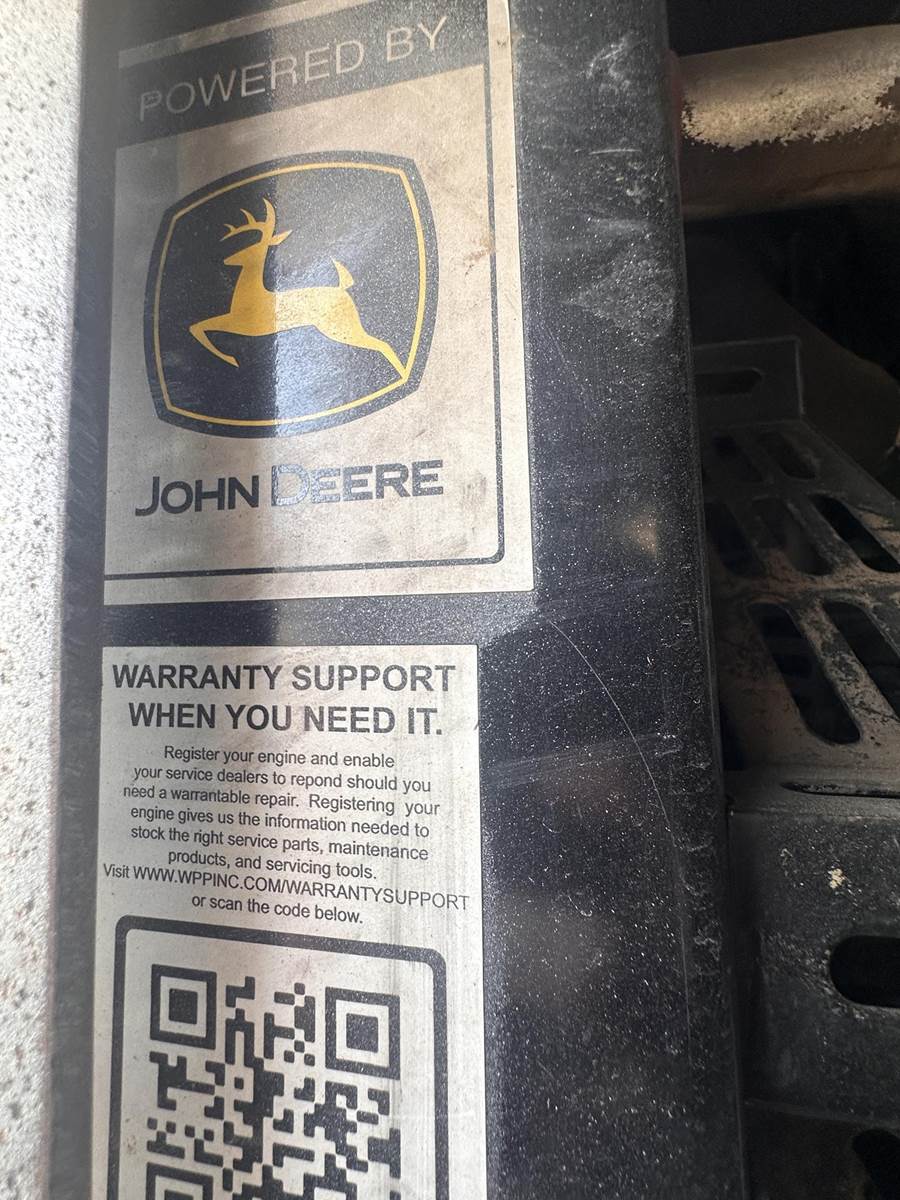 POWERED BY
JOHN DEERE
WARRANTY SUPPORT
WHEN YOU NEED IT.
Register your engine and enable
your service dealers to repond should you
need a warrantable repair. Registering your
engine gives us the information needed to
stock the right service parts, maintenance
products, and servicing tools.
Visit WWW.WPPINC.COM/WARRANTYSUPPORT
or scan the code below.